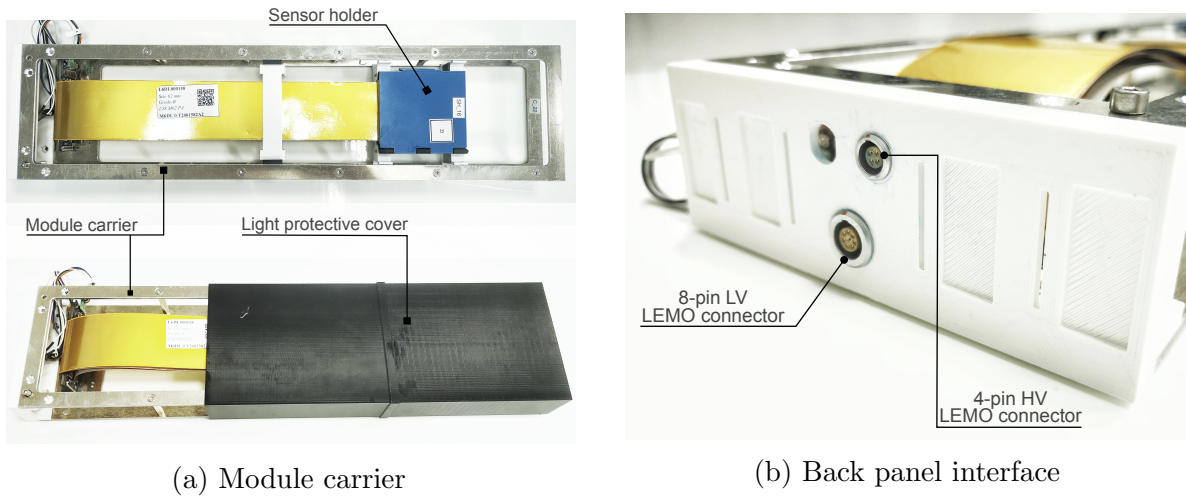 Sensor holder
Module carrier
Light protective cover
(a) Module carrier
8-pin LV
LEMO connector
4-pin HV
LEMO connector
(b) Back panel interface